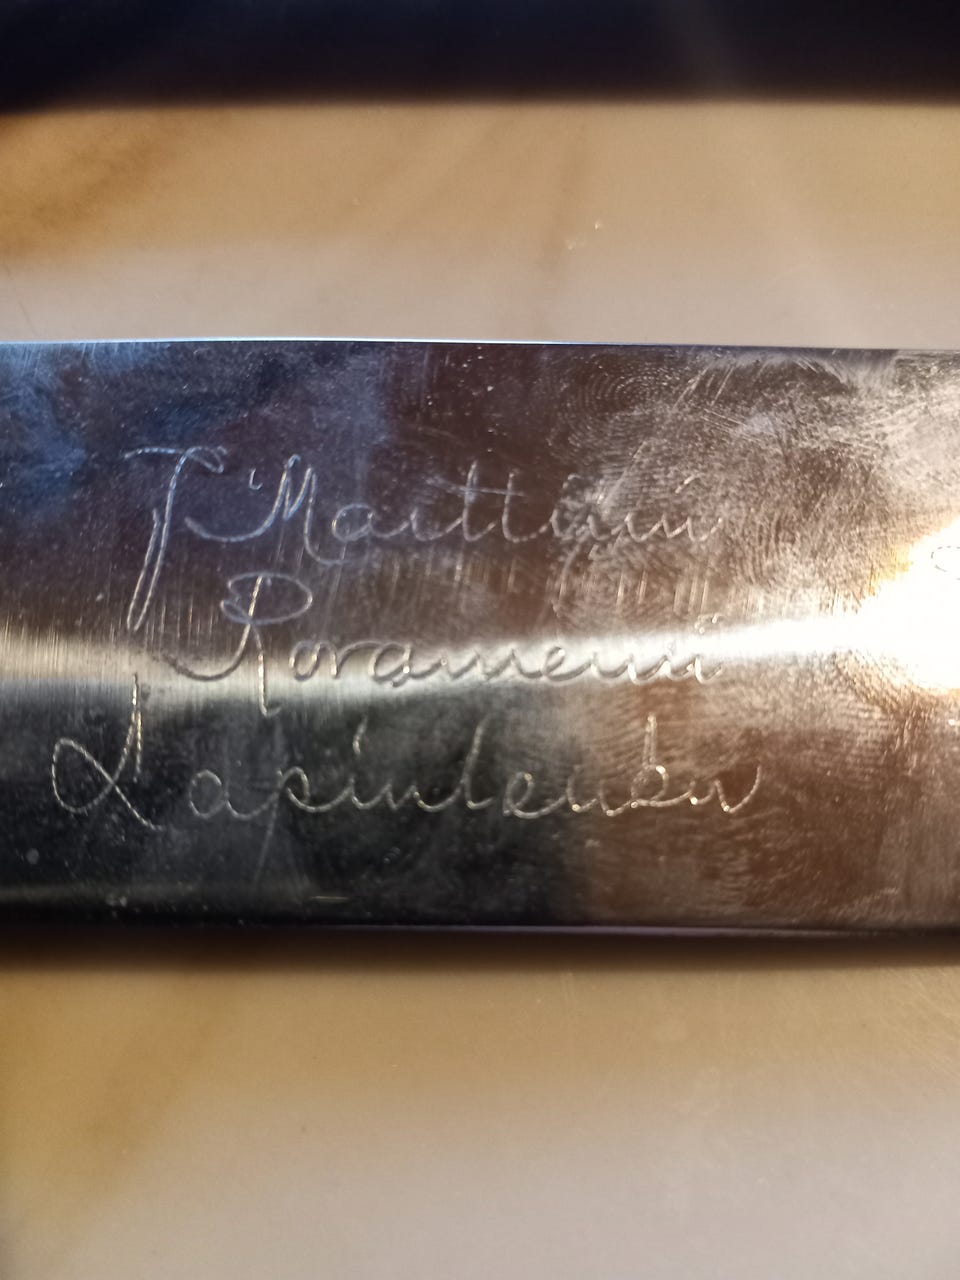 J Marttiini
Rovaniemi
Lapinleuku